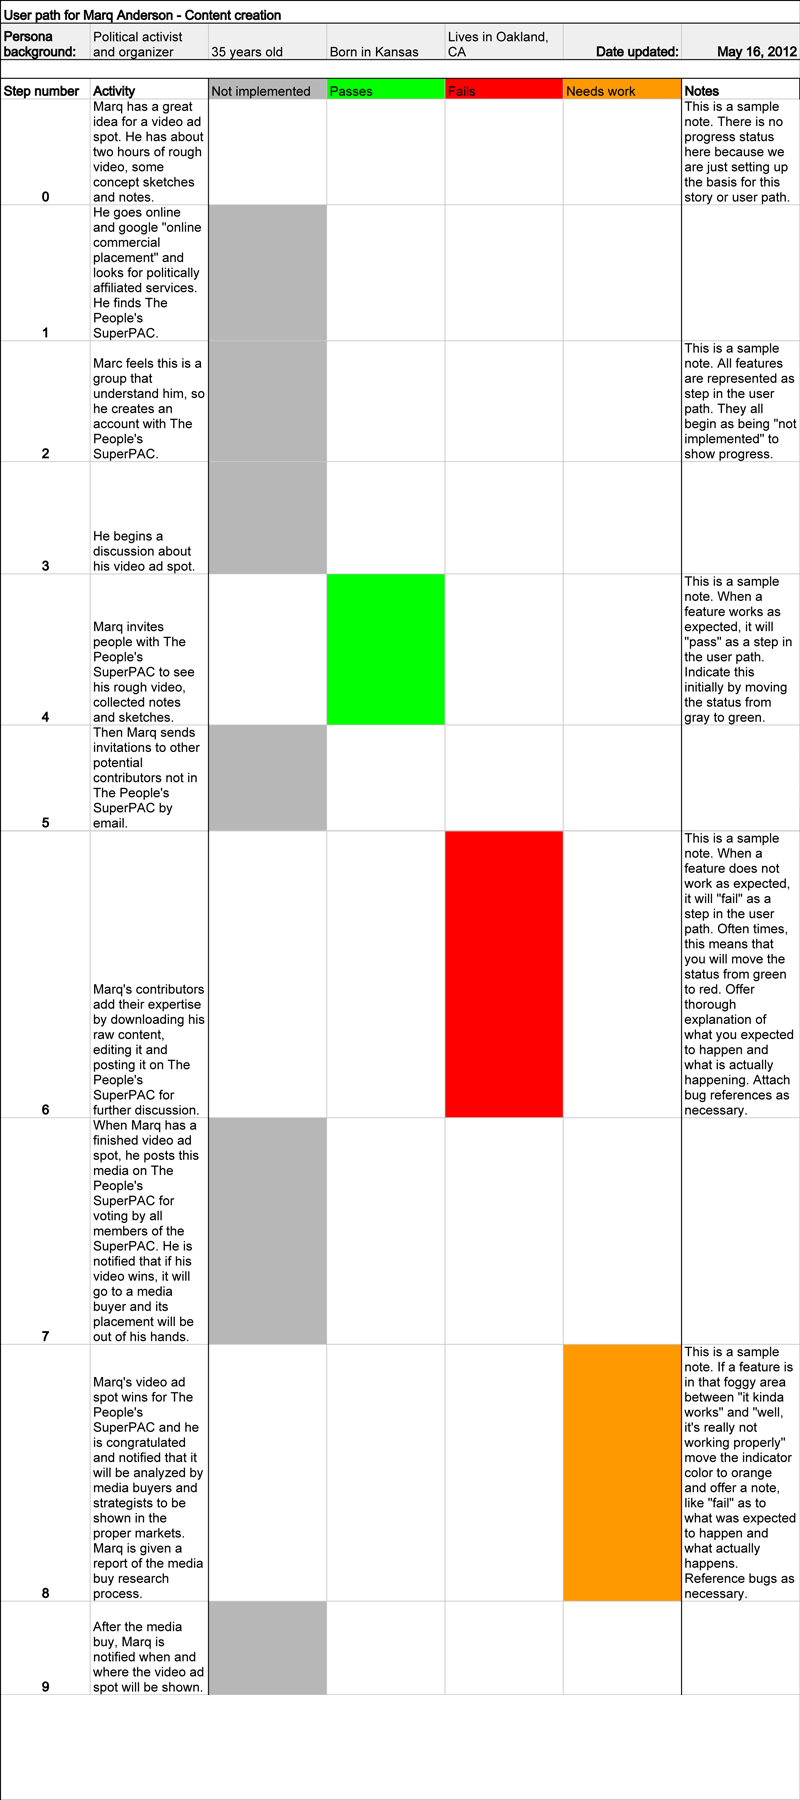 User path for Marq Anderson - Content creation
Persona
background:
Political activist
and organizer
35 years old
Born in Kansas
Lives in Oakland,
CA
Date updated:
May 16, 2012
Step number
Activity
Not implemented
Passes
Fails
Needs work
Notes
0
Marq has a great
idea for a video ad
spot. He has about
two hours of rough
video, some
concept sketches
and notes.
This is a sample
note. There is no
progress status
here because we
are just setting up
the basis for this
story or user path.
1
He goes online
and google "online
commercial
placement" and
looks for politically
affiliated services.
He finds The
People's
SuperPAC.
2
Marc feels this is a
group that
understand him, so
he creates an
account with The
People's
SuperPAC.
This is a sample
note. All features
are represented as
step in the user
path. They all
begin as being "not
implemented" to
show progress.
3
He begins a
discussion about
his video ad spot.
4
Marq invites
people with The
People's
SuperPAC to see
his rough video,
collected notes
and sketches.
This is a sample
note. When a
feature works as
expected, it will
"pass" as a step in
the user path.
Indicate this
initially by moving
the status from
gray to green.
5
Then Marq sends
invitations to other
potential
contributors not in
The People's
SuperPAC by
email.
6
Marq's contributors
add their expertise
by downloading his
raw content,
editing it and
posting it on The
People's
SuperPAC for
further discussion.
This is a sample
note. When a
feature does not
work as expected,
it will "fail" as a
step in the user
path. Often times,
this means that
you will move the
status from green
to red. Offer
thorough
explanation of
what you expected
to happen and
what is actually
happening. Attach
bug references as
necessary.
7
When Marq has a
finished video ad
spot, he posts this
media on The
People's
SuperPAC for
voting by all
members of the
SuperPAC. He is
notified that if his
video wins, it will
go to a media
buyer and its
placement will be
out of his hands.
8
Marq's video ad
spot wins for The
People's
SuperPAC and he
is congratulated
and notified that it
will be analyzed by
media buyers and
strategists to be
shown in the
proper markets.
Marq is given a
report of the media
buy research
process.
This is a sample
note. If a feature is
in that foggy area
between "it kinda
works" and "well,
it's really not
working properly"
move the indicator
color to orange
and offer a note,
like "fail" as to
what was expected
to happen and
what actually
happens.
Reference bugs as
necessary.
9
After the media
buy, Marq is
notified when and
where the video ad
spot will be shown.